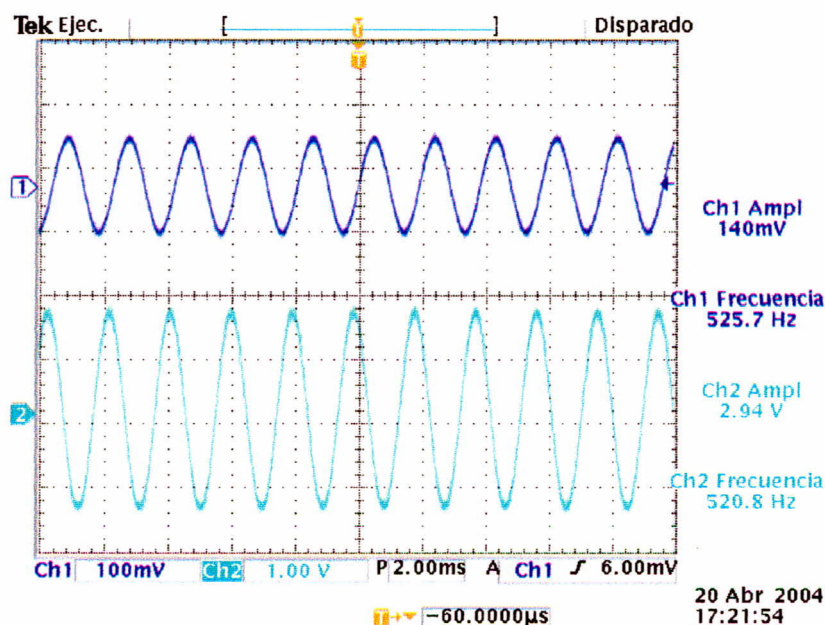 Tek Ejec.
Disparado
T
T
1
Ch1 Ampl
140mV
Ch1 Frecuencia
525.7 Hz
2
Ch2 Ampl
2.94 V
Ch2 Frecuencia
520.8 Hz
Ch1 100mV Ch2 1.00 V P 2.00ms A Ch1 6.00mV
T -60.0000µs
20 Abr 2004
17:21:54